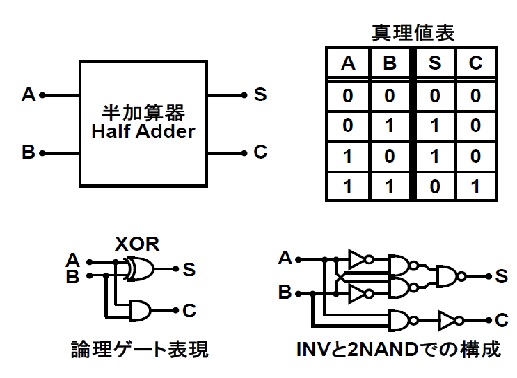 真理値表
A B S C
0 0 0 0
0 1 1 0
1 0 1 0
1 1 0 1
A
B
半加算器
Half Adder
S
C
XOR
A
B
S
C
論理ゲート表現
A
B
S
C
INVと2NANDでの構成